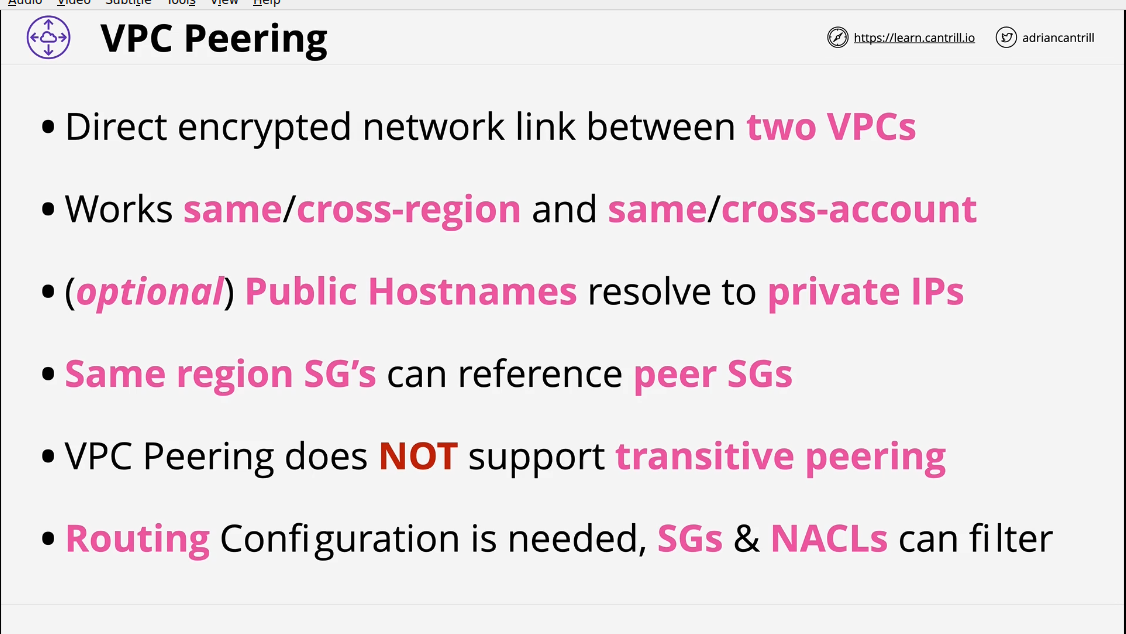 Audio Video Subtitle Tools View Help
VPC Peering
https://learn.cantrill.io adriancantrill
• Direct encrypted network link between two VPCs
• Works same/cross-region and same/cross-account
• (optional) Public Hostnames resolve to private IPs
• Same region SG’s can reference peer SGs
• VPC Peering does NOT support transitive peering
• Routing Configuration is needed, SGs & NACLs can filter